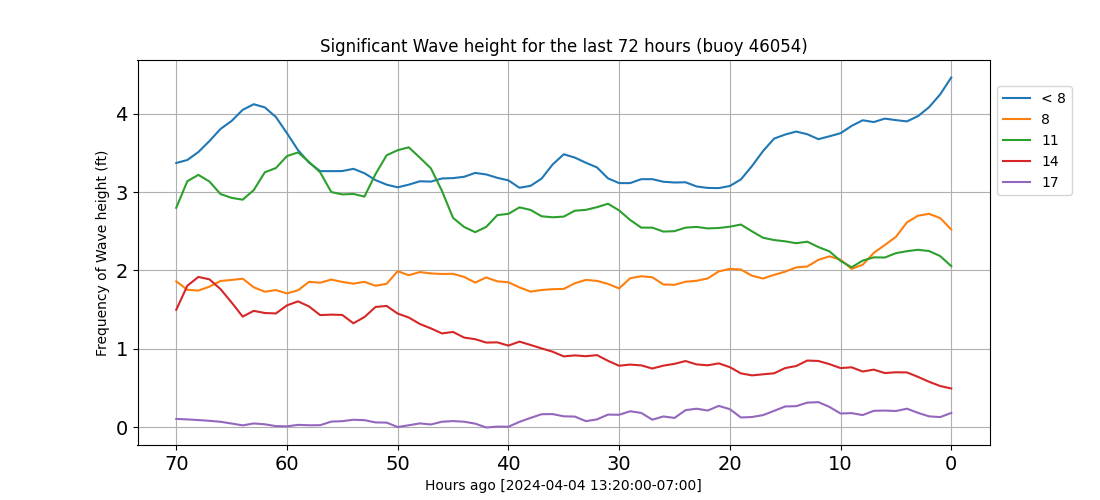 Significant Wave height for the last 72 hours (buoy 46054)
Frequency of Wave height (ft)
4
3
2
1
0
70 60 50 40 30 20 10 0
Hours ago [2024-04-04 13:20:00-07:00]
< 8
8
11
14
17